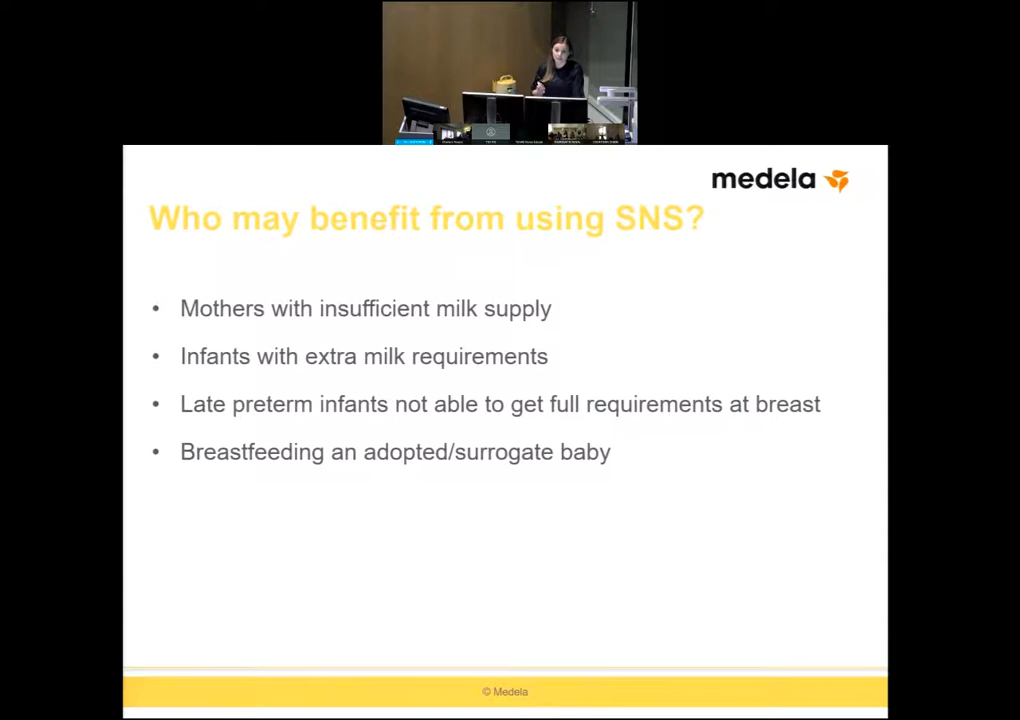 medela
Who may benefit from using SNS?
• Mothers with insufficient milk supply
• Infants with extra milk requirements
• Late preterm infants not able to get full requirements at breast
• Breastfeeding an adopted/surrogate baby
© Medela